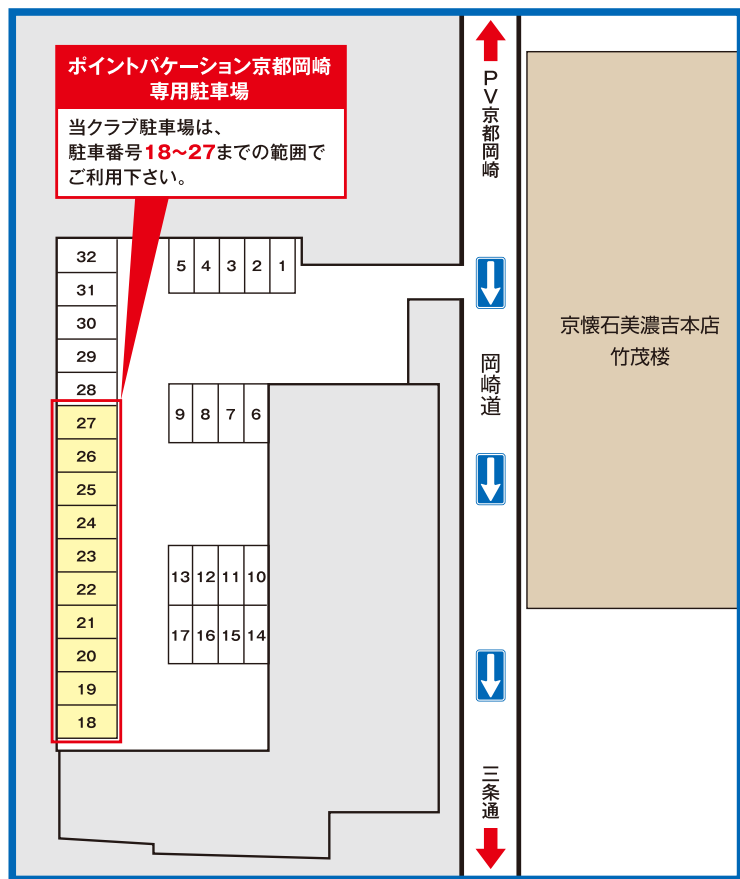 ポイントバケーション京都岡崎
専用駐車場
当クラブ駐車場は、
駐車番号18〜27までの範囲で
ご利用下さい。
PV京都岡崎
32
31
30
29
28
27
26
25
24
23
22
21
20
19
18
5 4 3 2 1
9 8 7 6
13 12 11 10
17 16 15 14
岡崎道
京懐石美濃吉本店
竹茂楼
三条通